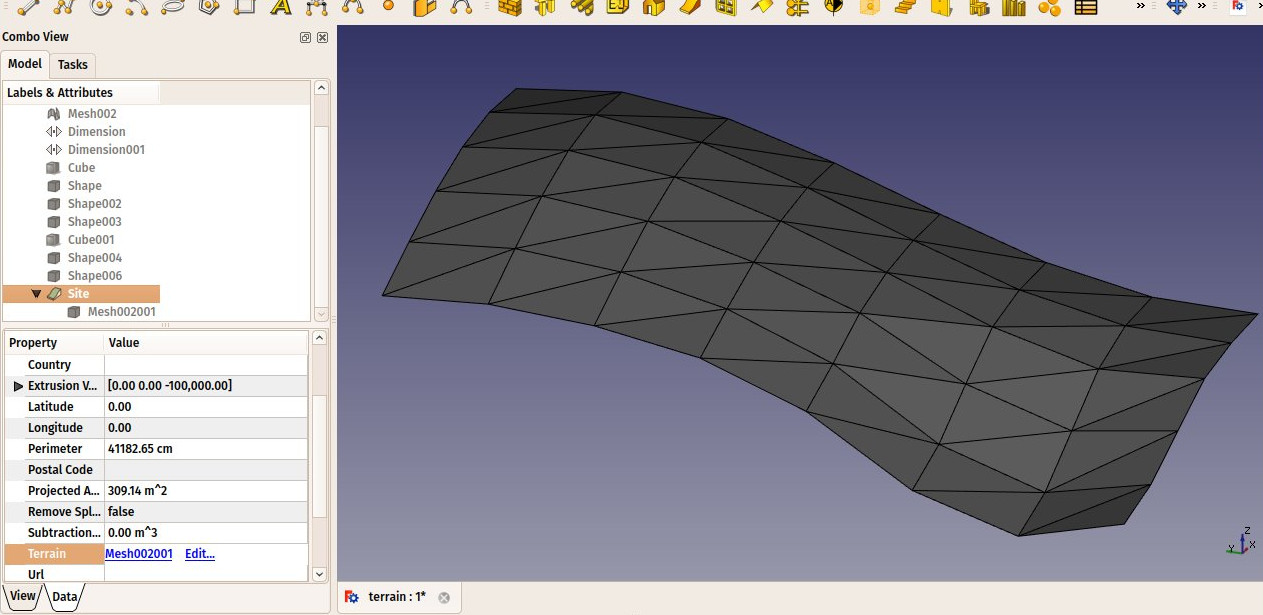 Combo View
Model Tasks
Labels & Attributes
Mesh002
Dimension
Dimension001
Cube
Shape
Shape002
Shape003
Cube001
Shape004
Shape006
Site
Mesh002001
Property Value
Country
Extrusion V... [0.00 0.00 -100,000.00]
Latitude 0.00
Longitude 0.00
Perimeter 41182.65 cm
Postal Code
Projected A... 309.14 m^2
Remove Spl... false
Subtraction... 0.00 m^3
Terrain Mesh002001 Edit...
Url
View Data
terrain : 1*
Z
Y X